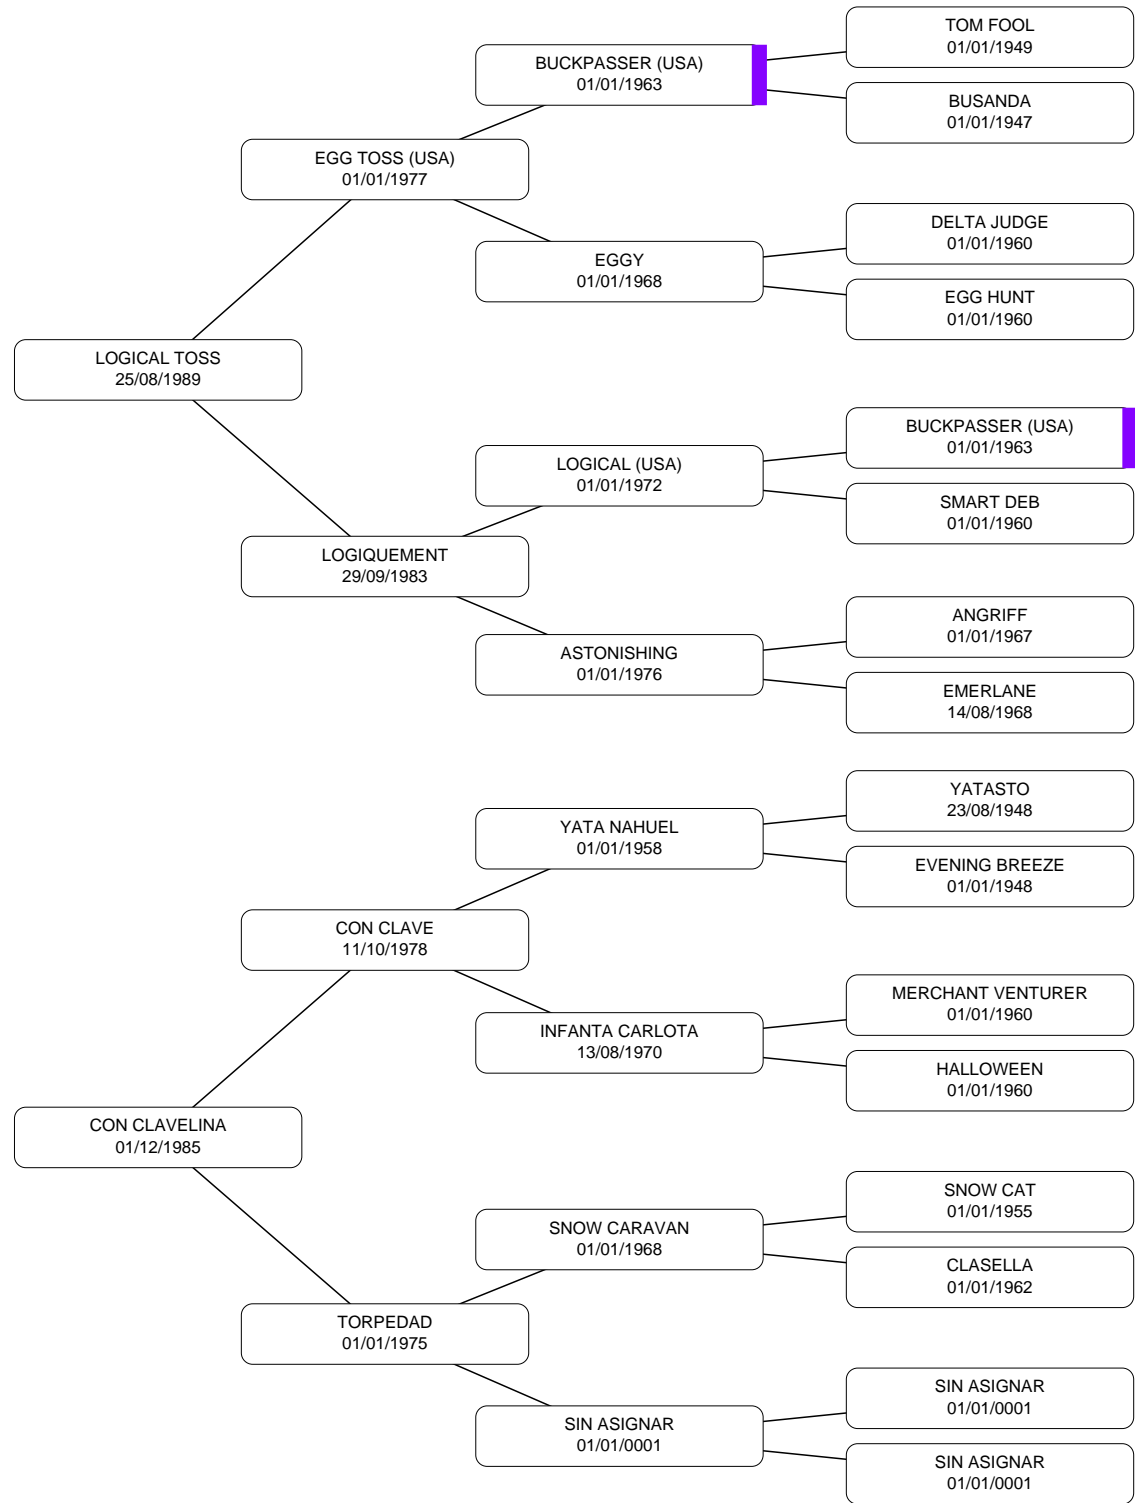 TOM FOOL
01/01/1949
BUCKPASSER (USA)
01/01/1963
BUSANDA
01/01/1947
EGG TOSS (USA)
01/01/1977
DELTA JUDGE
01/01/1960
EGGY
01/01/1968
EGG HUNT
01/01/1960
LOGICAL TOSS
25/08/1989
BUCKPASSER (USA)
01/01/1963
LOGICAL (USA)
01/01/1972
SMART DEB
01/01/1960
LOGIQUEMENT
29/09/1983
ANGRIFF
01/01/1967
ASTONISHING
01/01/1976
EMERLANE
14/08/1968
YATASTO
23/08/1948
YATA NAHUEL
01/01/1958
EVENING BREEZE
01/01/1948
CON CLAVE
11/10/1978
MERCHANT VENTURER
01/01/1960
INFANTA CARLOTA
13/08/1970
HALLOWEEN
01/01/1960
CON CLAVELINA
01/12/1985
SNOW CAT
01/01/1955
SNOW CARAVAN
01/01/1968
CLASELLA
01/01/1962
TORPEDAD
01/01/1975
SIN ASIGNAR
01/01/0001
SIN ASIGNAR
01/01/0001
SIN ASIGNAR
01/01/0001